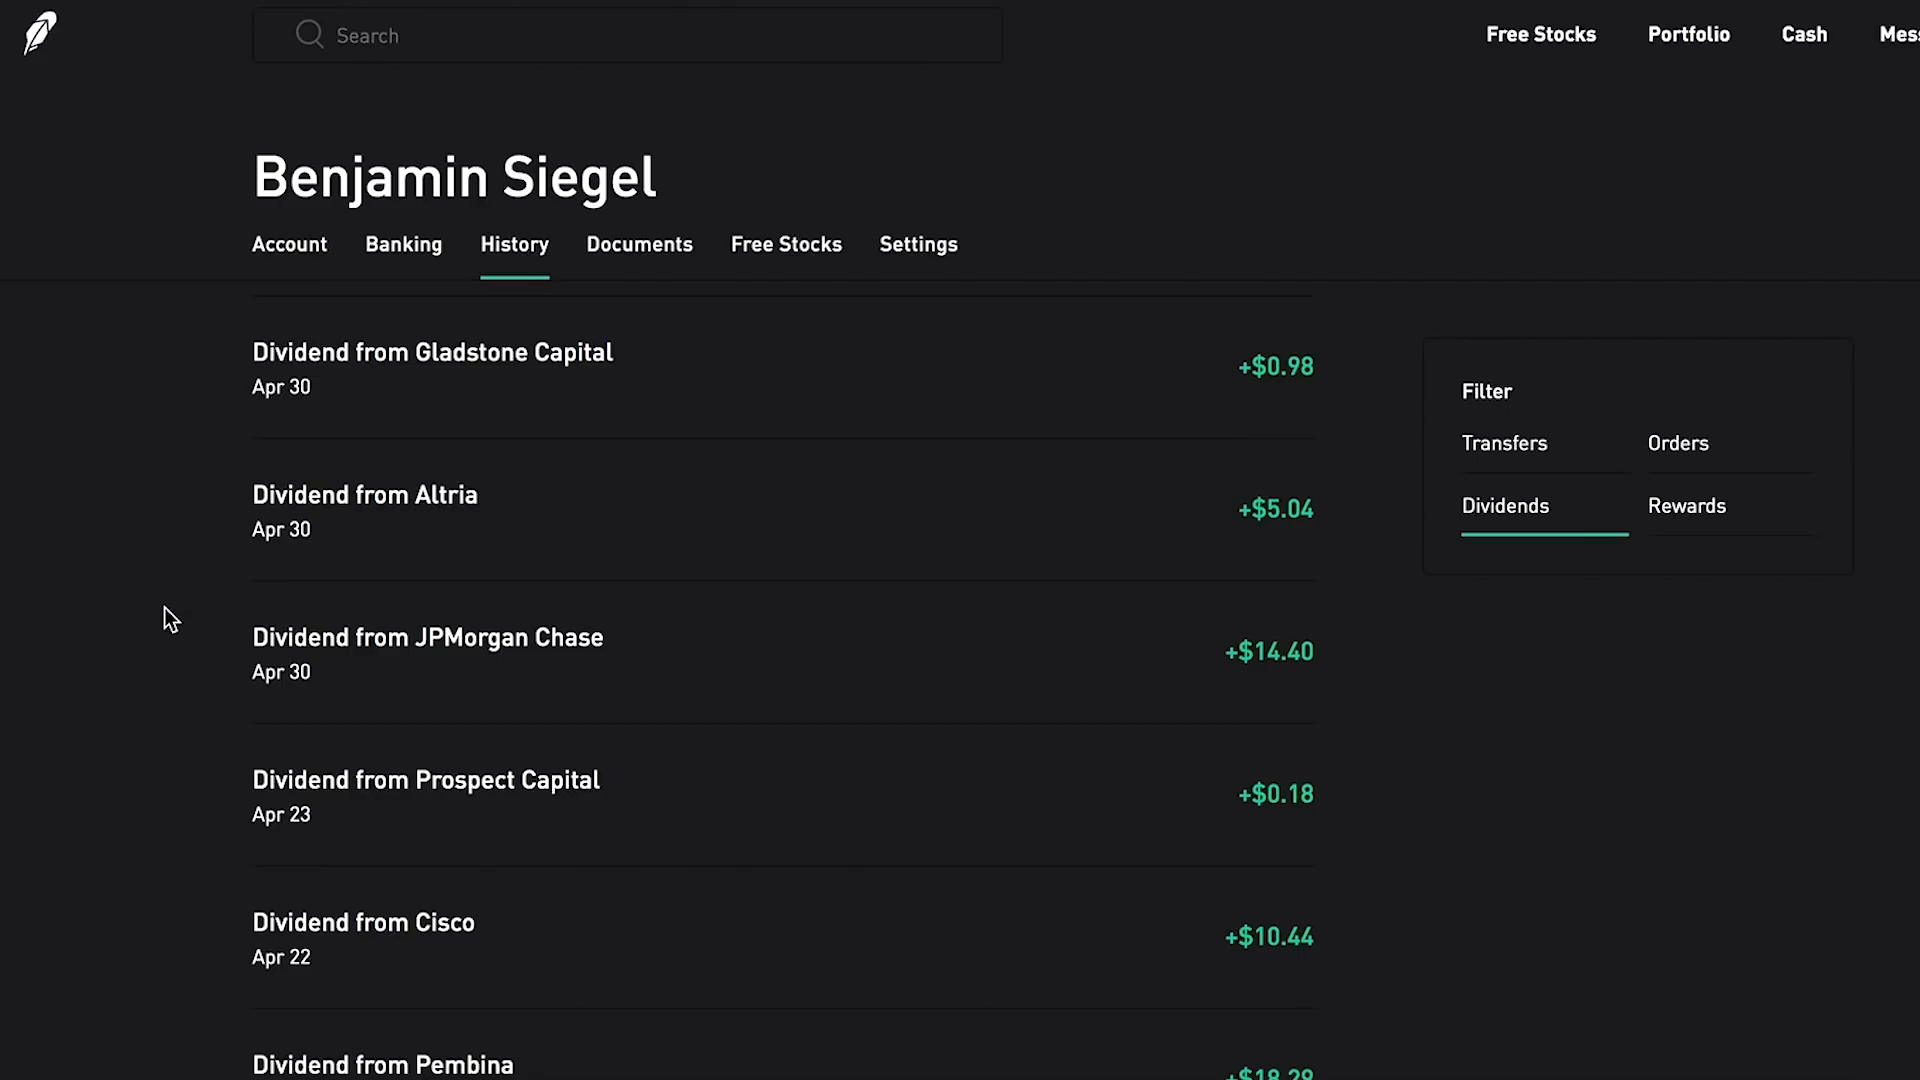 Search
Free Stocks
Portfolio
Cash
Mess
Benjamin Siegel
Account
Banking
History
Documents
Free Stocks
Settings
Dividend from Gladstone Capital
Apr 30
+$0.98
Dividend from Altria
Apr 30
+$5.04
Dividend from JPMorgan Chase
Apr 30
+$14.40
Dividend from Prospect Capital
Apr 23
+$0.18
Dividend from Cisco
Apr 22
+$10.44
Dividend from Pembina
+$18.29
Filter
Transfers
Orders
Dividends
Rewards